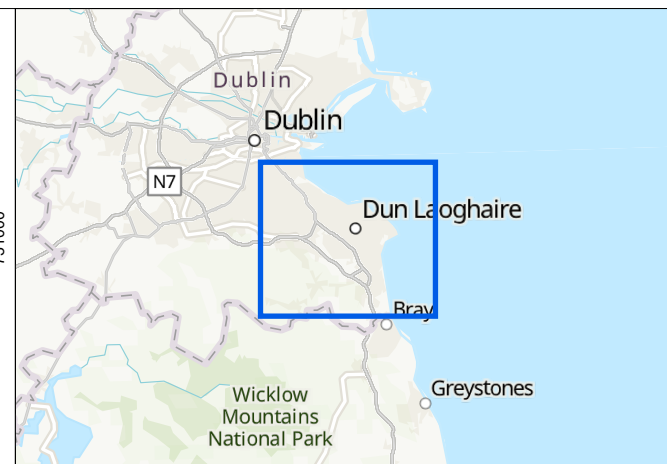 Dublin
Dublin
N7
Dun Laoghaire
Bray
Greystones
Wicklow
Mountains
National Park